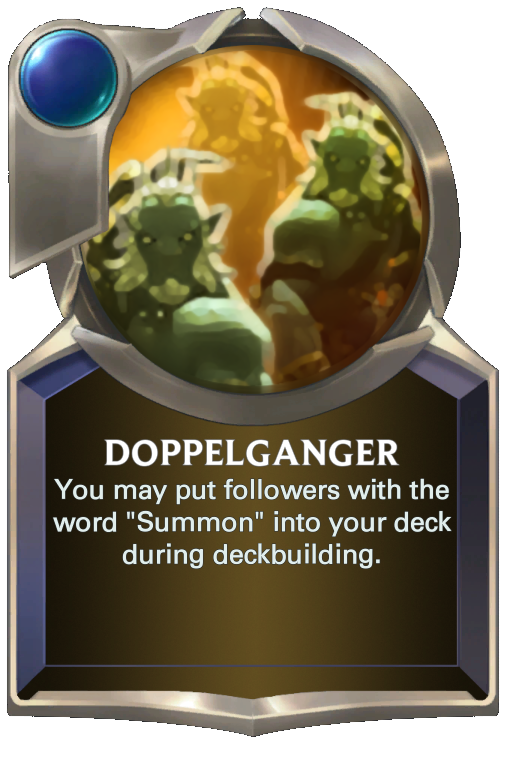 DOPPELGANGER
You may put followers with the
word "Summon" into your deck
during deckbuilding.